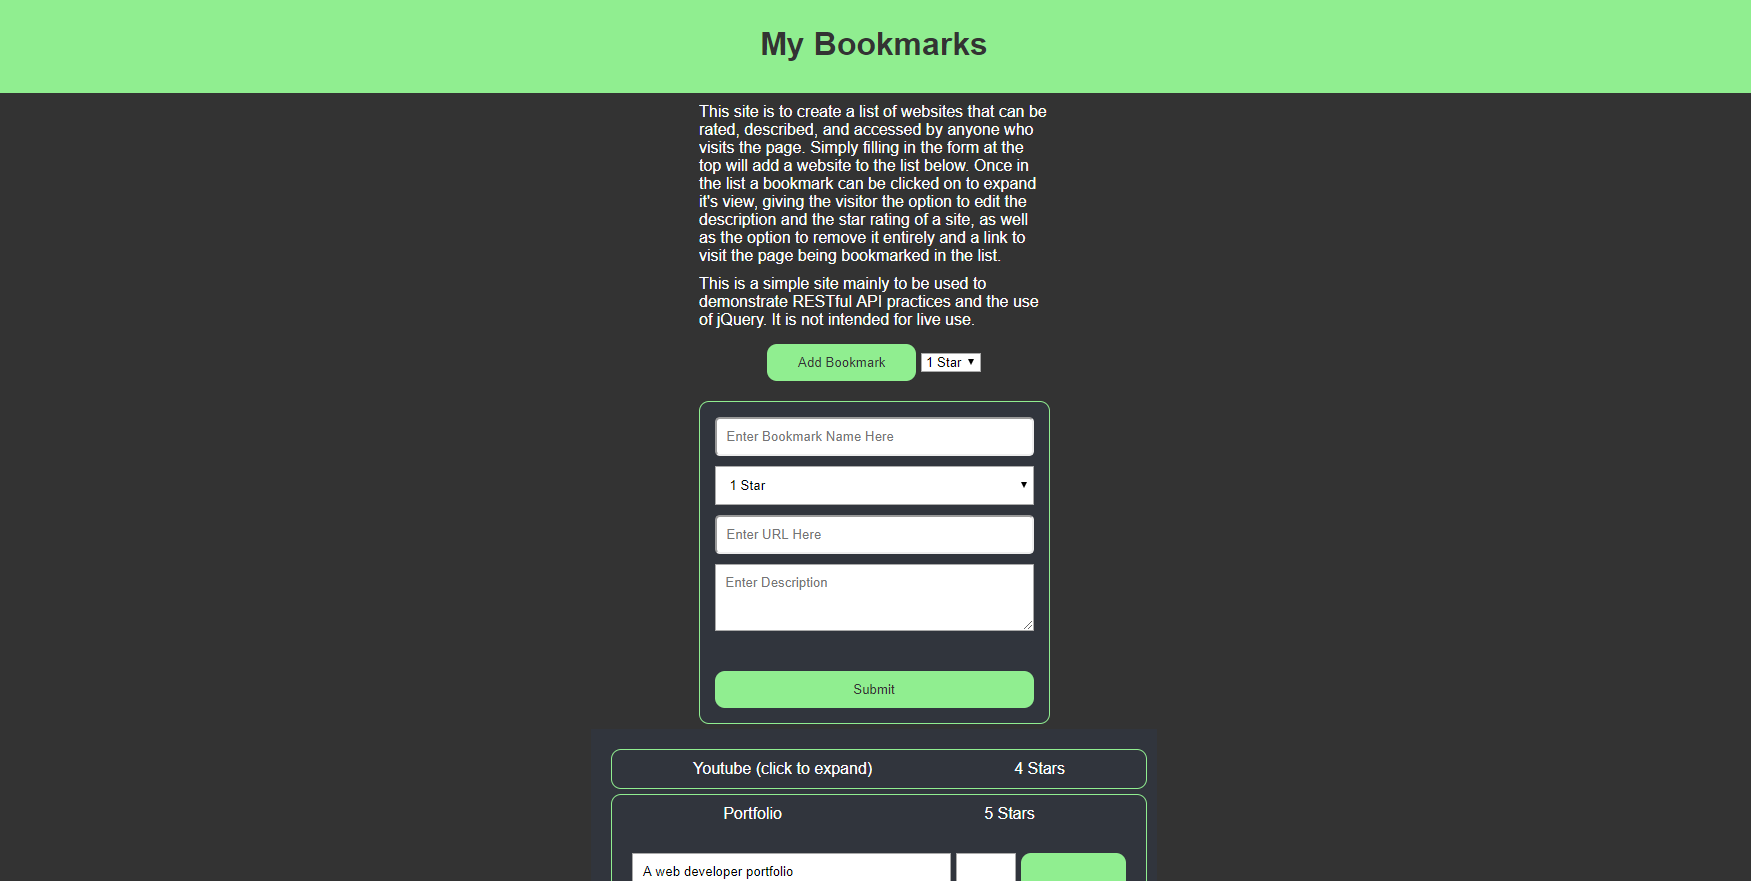 My Bookmarks
This site is to create a list of websites that can be
rated, described, and accessed by anyone who
visits the page. Simply filling in the form at the
top will add a website to the list below. Once in
the list a bookmark can be clicked on to expand
it's view, giving the visitor the option to edit the
description and the star rating of a site, as well
as the option to remove it entirely and a link to
visit the page being bookmarked in the list.
This is a simple site mainly to be used to
demonstrate RESTful API practices and the use
of jQuery. It is not intended for live use.
Add Bookmark 1 Star
Enter Bookmark Name Here
1 Star
Enter URL Here
Enter Description
Submit
Youtube (click to expand) 4 Stars
Portfolio 5 Stars
A web developer portfolio